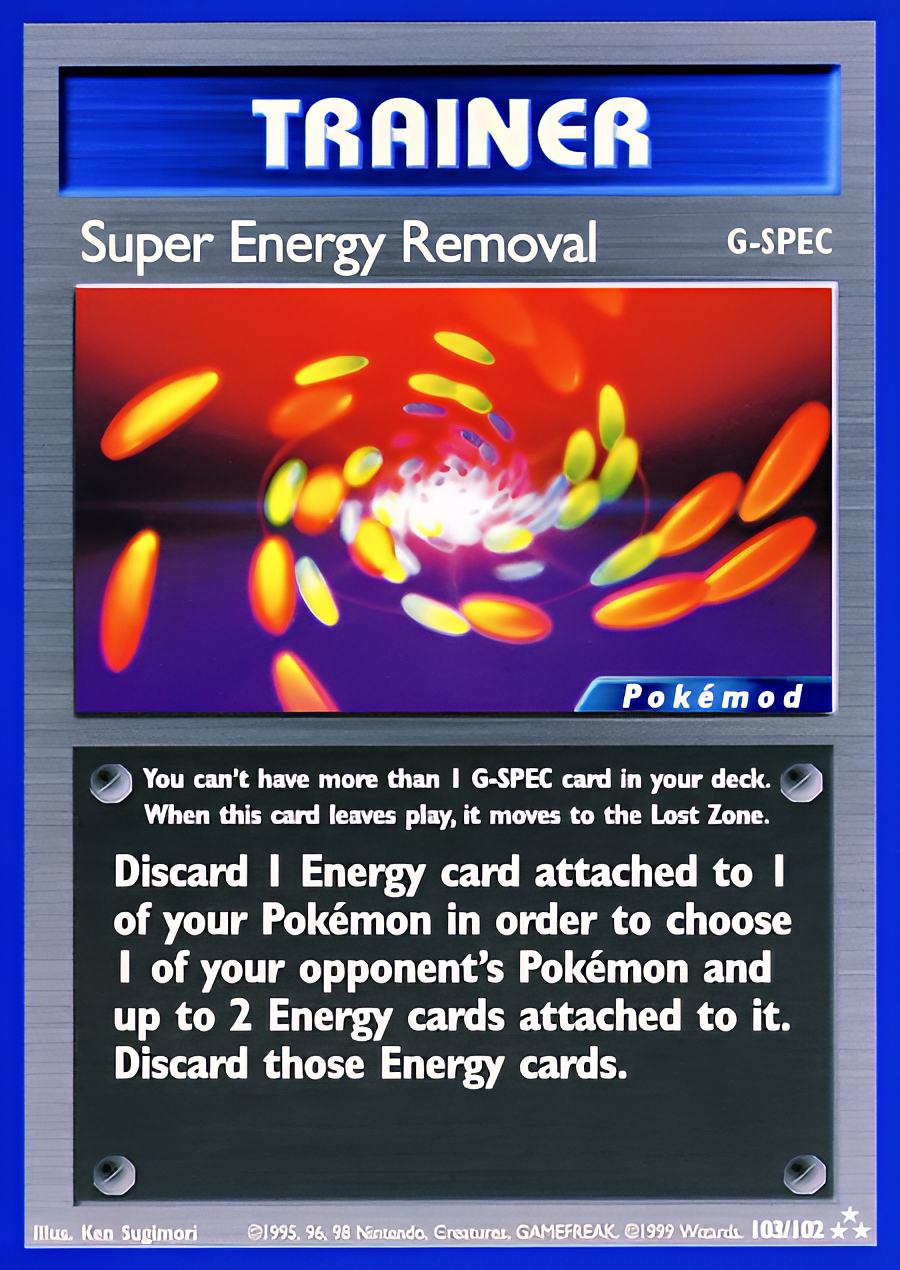 TRAINER
Super Energy Removal
G-SPEC
Pokémod
You can't have more than 1 G-SPEC card in your deck.
When this card leaves play, it moves to the Lost Zone.
Discard 1 Energy card attached to 1
of your Pokémon in order to choose
1 of your opponent's Pokémon and
up to 2 Energy cards attached to it.
Discard those Energy cards.
Illus. Ken Sugimori
©1995, 96, 98 Nintendo, Creatures, GAMEFREAK. ©1999 Wizards. 103/102